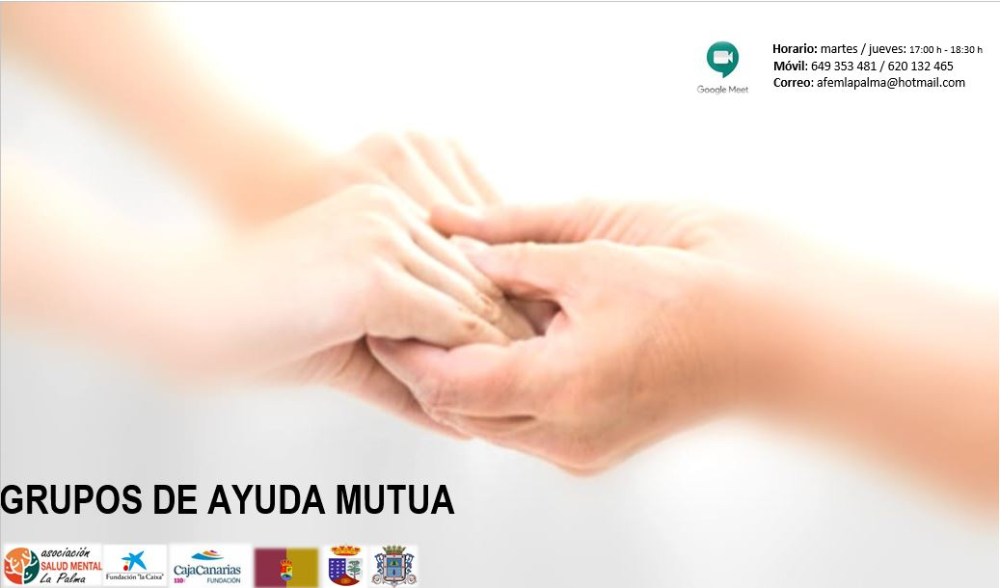 Horario: martes / jueves: 17:00 h - 18:30 h
Móvil: 649 353 481 / 620 132 465
Correo: afemlapalma@hotmail.com
Google Meet
GRUPOS DE AYUDA MUTUA
asociación
SALUD MENTAL
La Palma
Fundación "la Caixa"
CajaCanarias
110 FUNDACIÓN